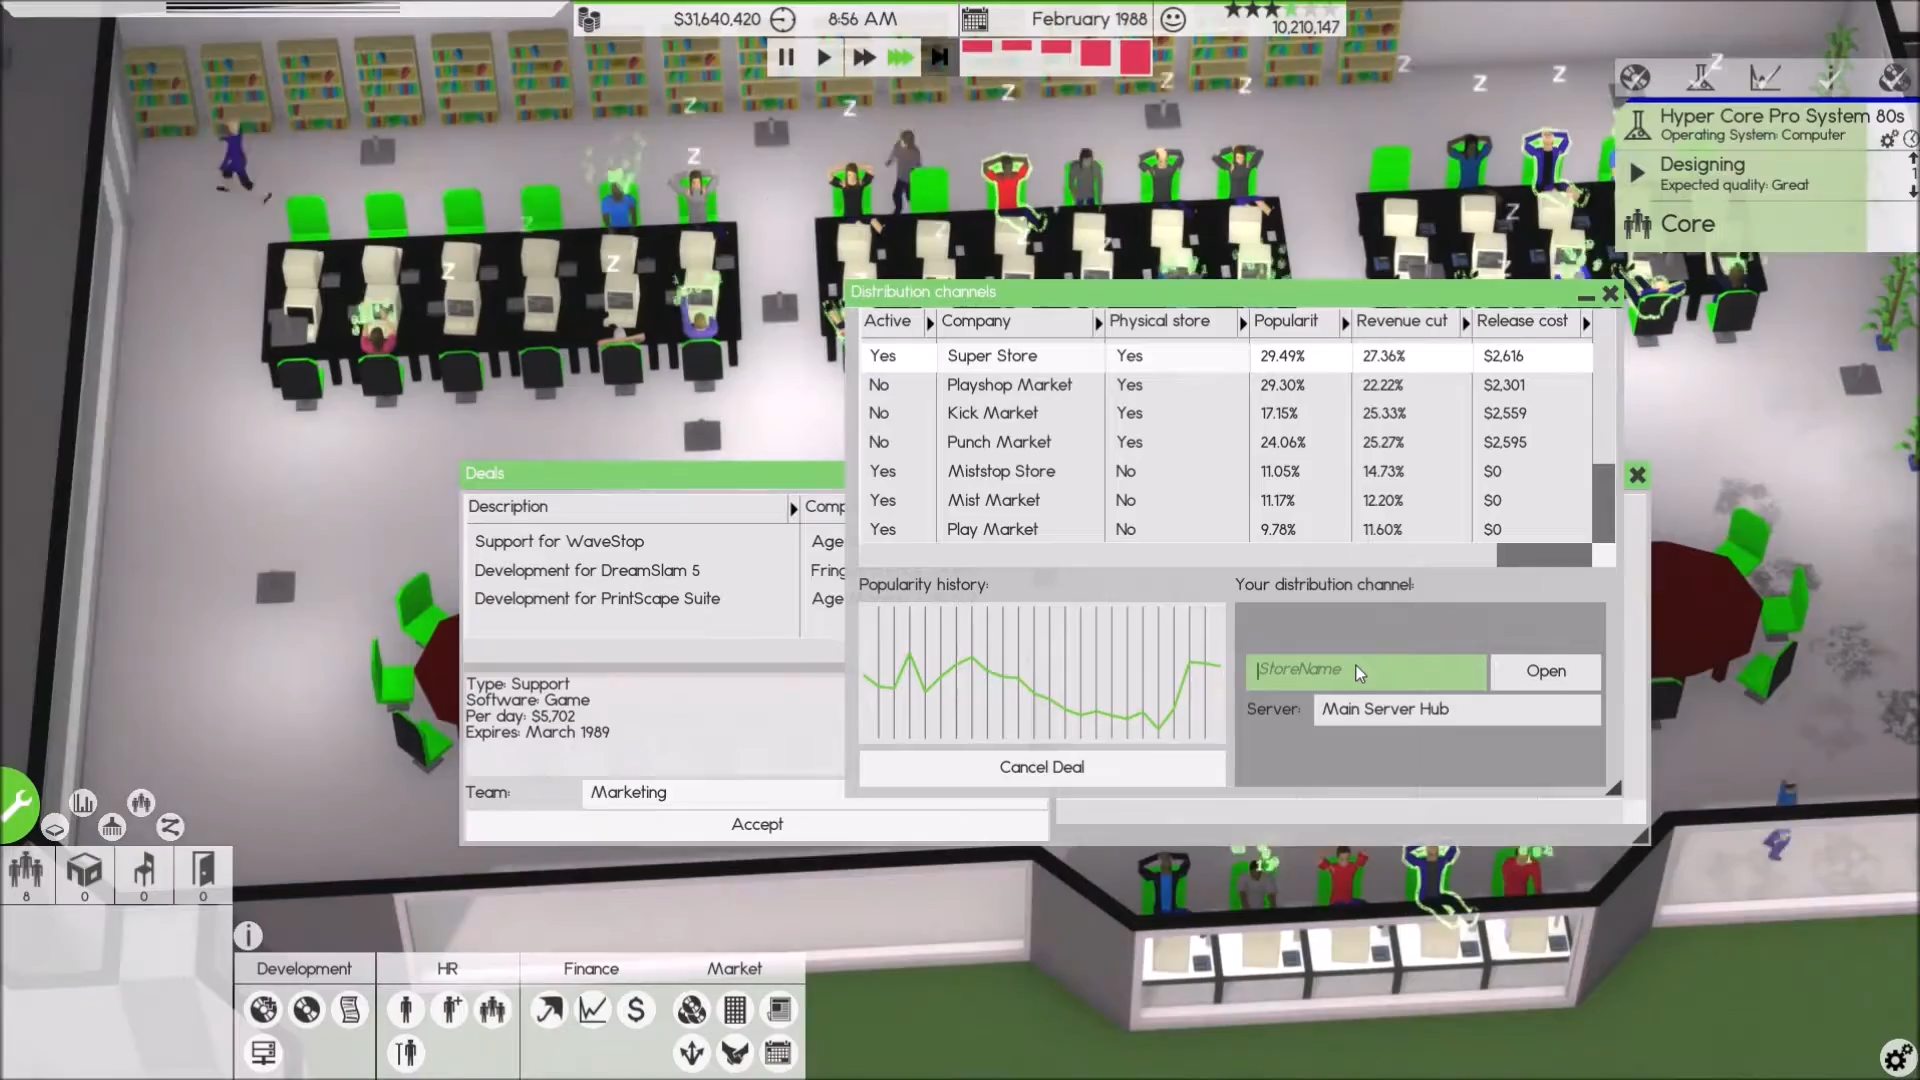 $31,640,420
8:56 AM
February 1988
10,210,147
Hyper Core Pro System 80s
Operating System: Computer
Designing
Expected quality: Great
1
Core
Distribution channels
Active Company Physical store Popularit Revenue cut Release cost
Yes Super Store Yes 29.49% 27.36% $2,616
No Playshop Market Yes 29.30% 22.22% $2,301
No Kick Market Yes 17.15% 25.33% $2,559
No Punch Market Yes 24.06% 25.27% $2,595
Yes Miststop Store No 11.05% 14.73% $0
Yes Mist Market No 11.17% 12.20% $0
Yes Play Market No 9.78% 11.60% $0
Popularity history:
Your distribution channel:
StoreName
Open
Server: Main Server Hub
Cancel Deal
Deals
Description Comp
Support for WaveStop Age
Development for DreamSlam 5 Fring
Development for PrintScape Suite Age
Type: Support
Software: Game
Per day: $5,702
Expires: March 1989
Team: Marketing
Accept
8 0 0 0
Development HR Finance Market